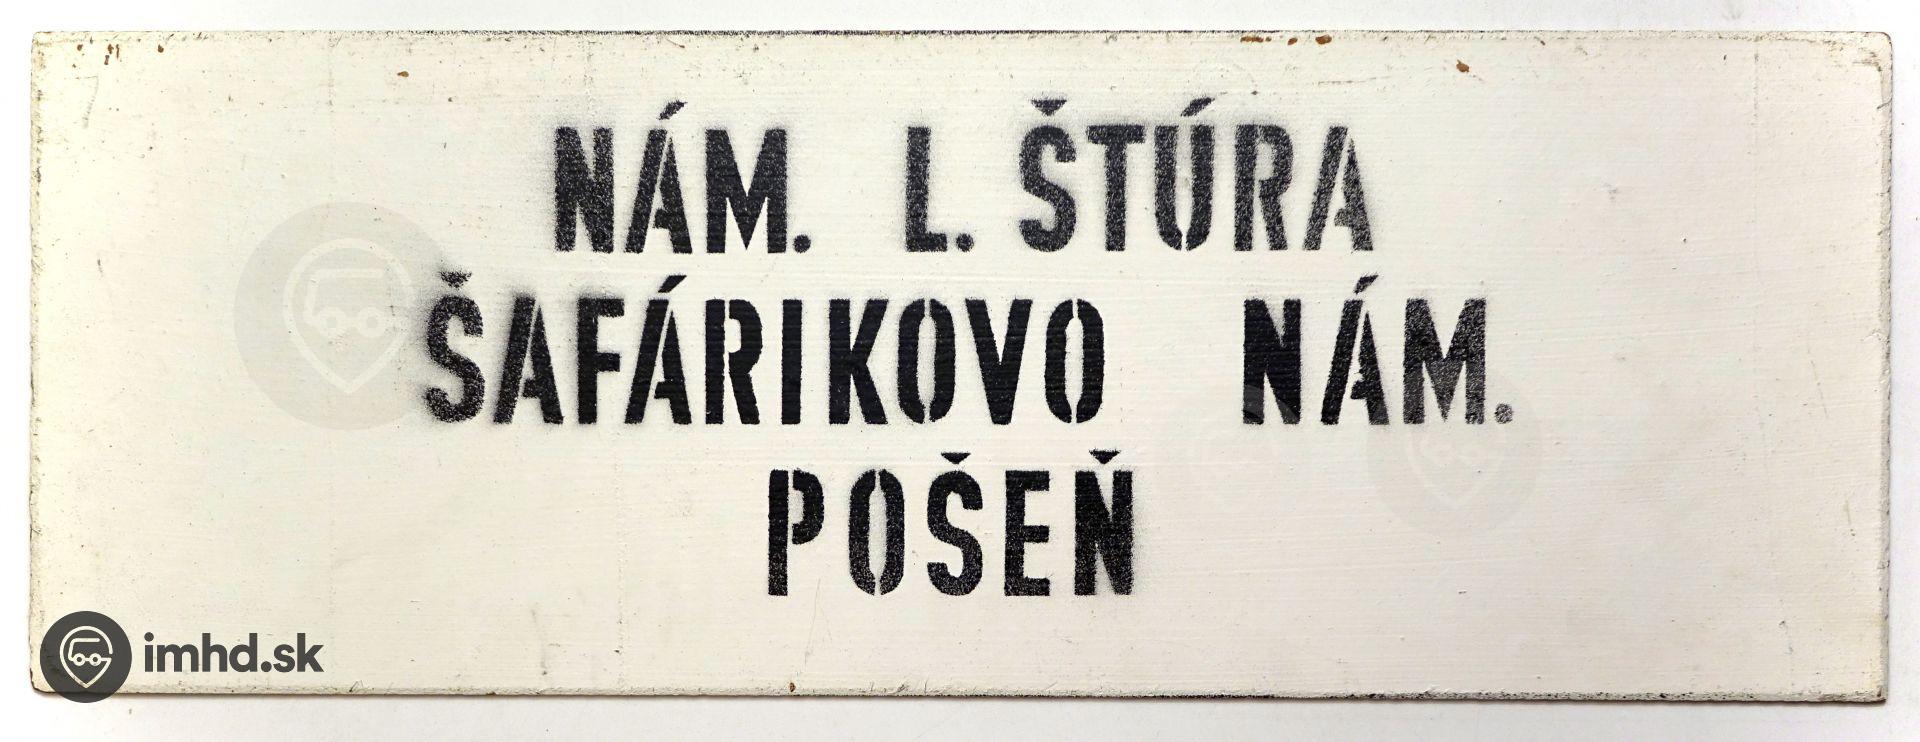 NÁM. L. ŠTÚRA
ŠAFÁRIKOVO NÁM.
POŠEŇ
imhd.sk